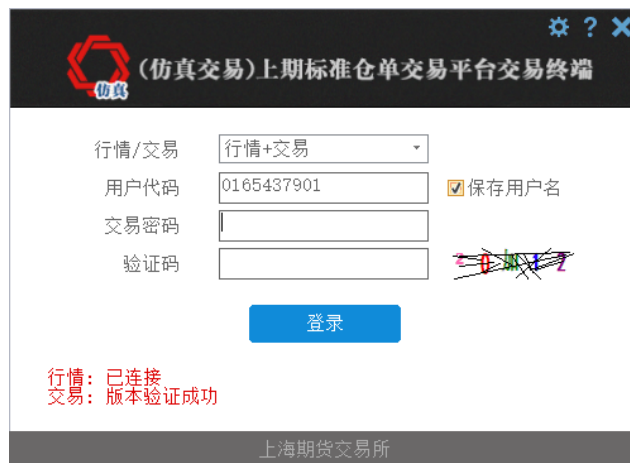 (仿真交易)上期标准仓单交易平台交易终端
仿真
行情/交易 行情+交易
用户代码 0165437901 保存用户名
交易密码
验证码
登录
行情: 已连接
交易: 版本验证成功
上海期货交易所